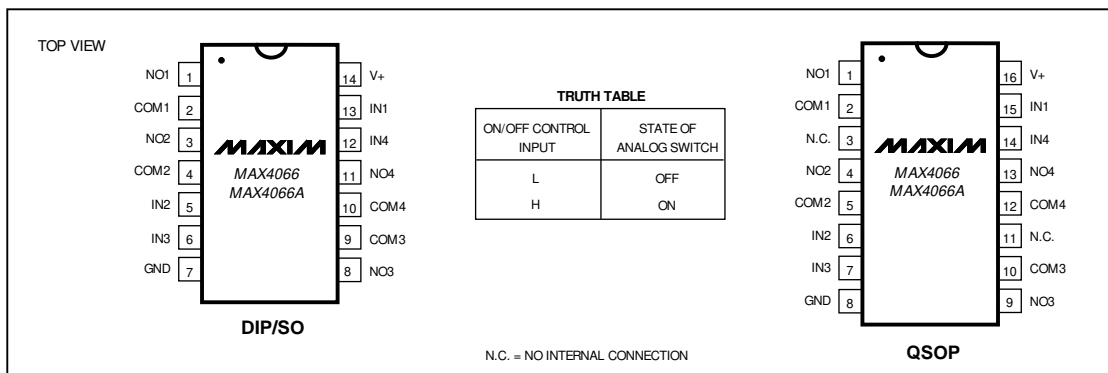 TOP VIEW
NO1 1
COM1 2
NO2 3
COM2 4
IN2 5
IN3 6
GND 7
14 V+
13 IN1
12 IN4
11 NO4
10 COM4
9 COM3
8 NO3
MAXIM
MAX4066
MAX4066A
DIP/SO
TRUTH TABLE
ON/OFF CONTROL INPUT STATE OF ANALOG SWITCH
L OFF
H ON
N.C. = NO INTERNAL CONNECTION
NO1 1
COM1 2
N.C. 3
NO2 4
COM2 5
IN2 6
IN3 7
GND 8
16 V+
15 IN1
14 IN4
13 NO4
12 COM4
11 N.C.
10 COM3
9 NO3
MAXIM
MAX4066
MAX4066A
QSOP